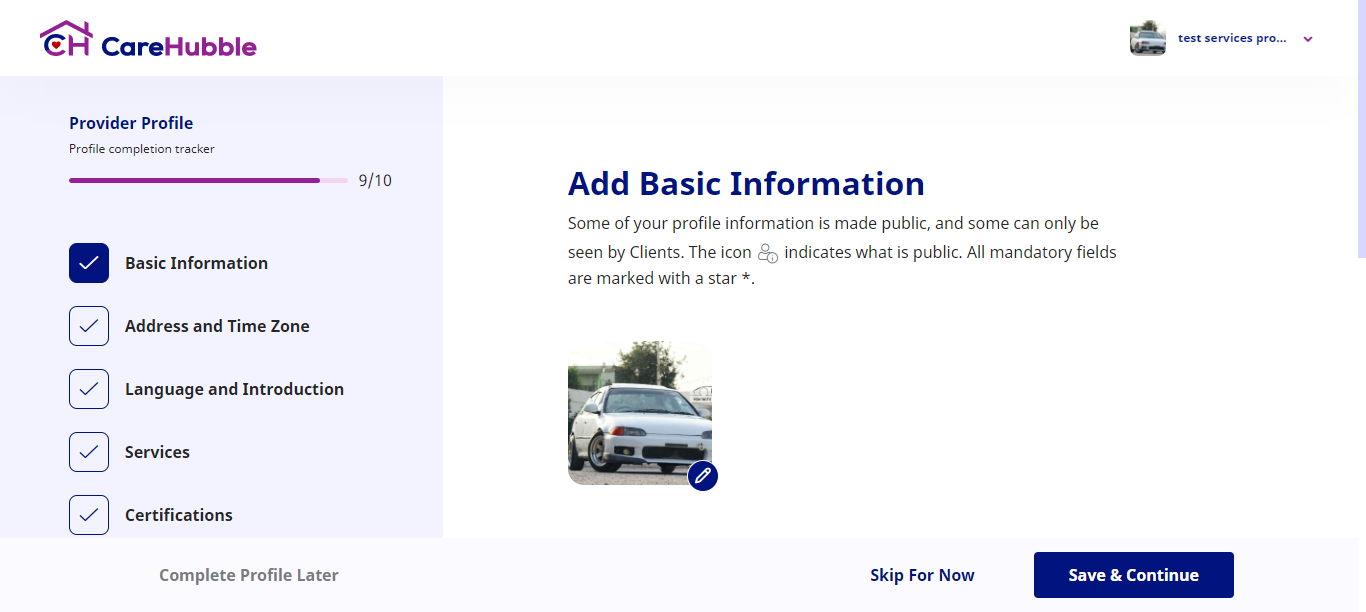 CH CareHubble
test services pro...
Provider Profile
Profile completion tracker
9/10
Basic Information
Address and Time Zone
Language and Introduction
Services
Certifications
Add Basic Information
Some of your profile information is made public, and some can only be
seen by Clients. The icon indicates what is public. All mandatory fields
are marked with a star *.
Complete Profile Later
Skip For Now
Save & Continue